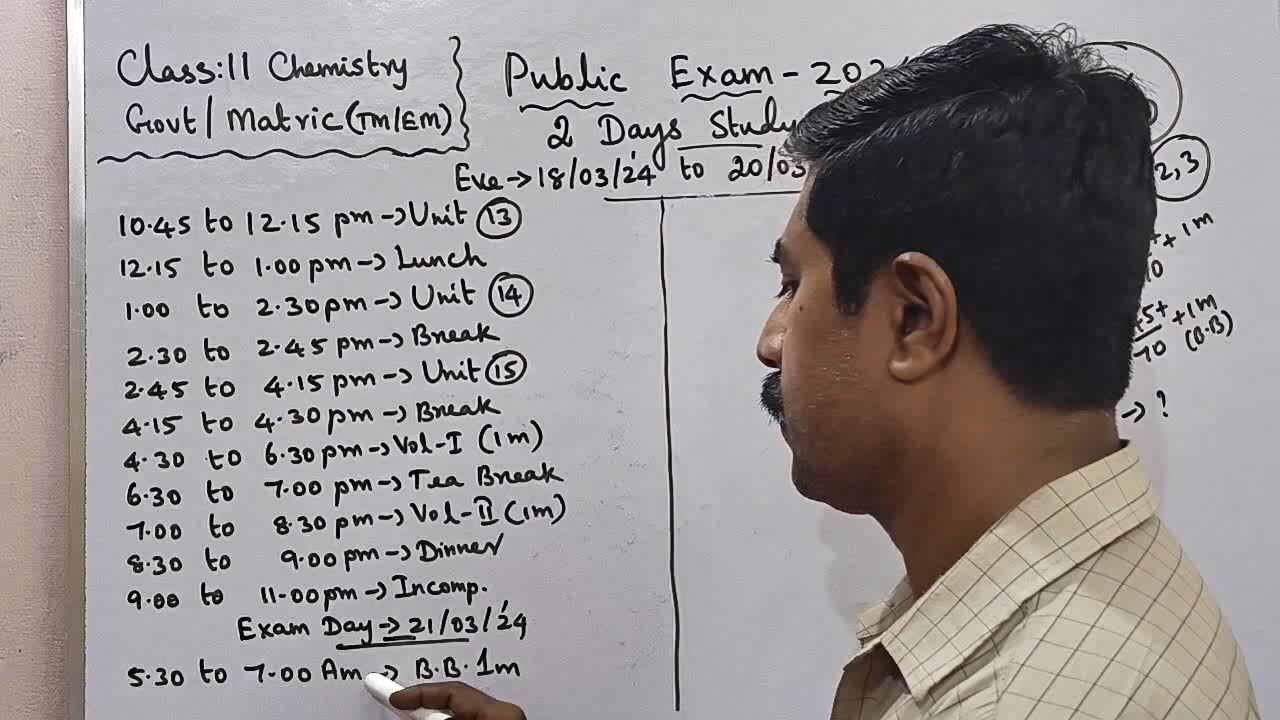 Class:11 Chemistry
Govt/Matric(TM/EM)
Public Exam - 202
2 Days Study
Eve→18/03/'24 to 20/03
10.45 to 12.15 pm→Unit 13
12.15 to 1.00 pm→Lunch
1.00 to 2.30 pm→Unit 14
2.30 to 2.45 pm→Break
2.45 to 4.15 pm→Unit 15
4.15 to 4.30 pm→Break
4.30 to 6.30 pm→Vol-I (1m)
6.30 to 7.00 pm→Tea Break
7.00 to 8.30 pm→Vol-II (1m)
8.30 to 9.00 pm→Dinner
9.00 to 11.00 pm→Incomp.
Exam Day→21/03/'24
5.30 to 7.00 Am→B.B.1m
2,3
+ 1m
10
+5+ +1m
10 (B.B)
→ ?